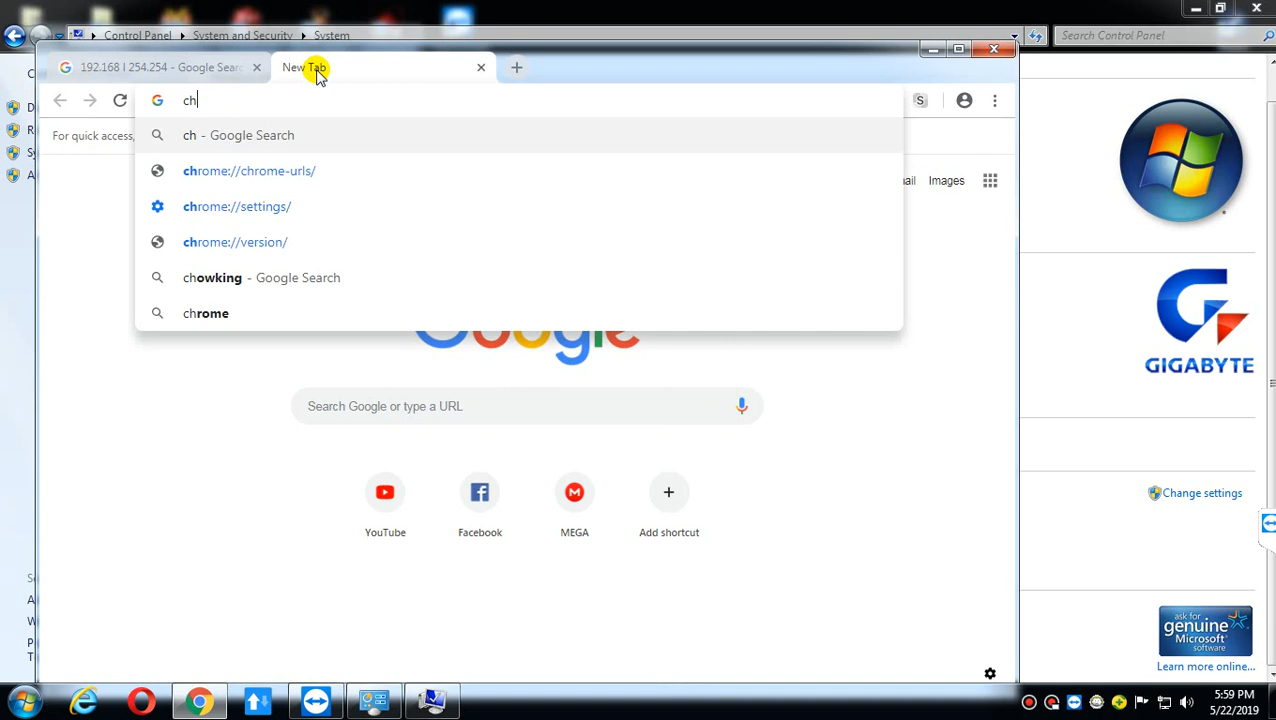 Control Panel System and Security System
Search Control Panel
192.168 l 254.254 - Google Sear
New Tab
ch
For quick access,
ch - Google Search
chrome://chrome-urls/
chrome://settings/
chrome://version/
chowking - Google Search
chrome
ail Images
Google
Search Google or type a URL
YouTube Facebook MEGA Add shortcut
GIGABYTE
Change settings
ask for
genuine
Microsoft
software
Learn more online...
5:59 PM
5/22/2019